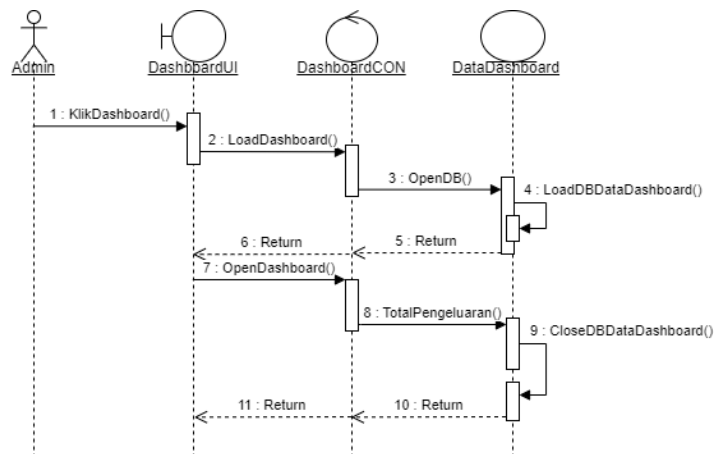 Admin
DashboardUI
DashboardCON
DataDashboard
1 : KlikDashboard()
2 : LoadDashboard()
3 : OpenDB()
4 : LoadDBDataDashboard()
5 : Return
6 : Return
7 : OpenDashboard()
8 : TotalPengeluaran()
9 : CloseDBDataDashboard()
10 : Return
11 : Return